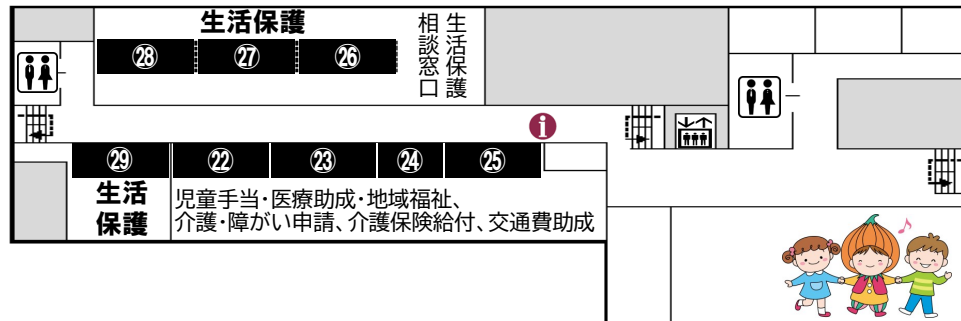 生活保護
㉘ ㉗ ㉖
生活保護
相談窓口
i
㉙ ㉒ ㉓ ㉔ ㉕
生活
保護
児童手当・医療助成・地域福祉、
介護・障がい申請、介護保険給付、交通費助成